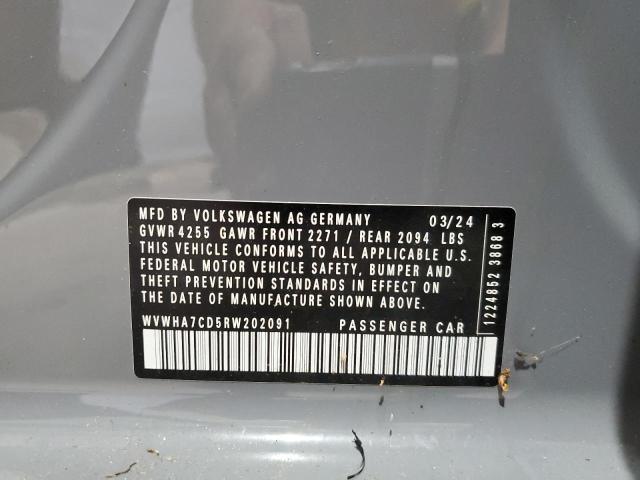 MFD BY VOLKSWAGEN AG GERMANY 03/24
GVWR 4255 GAWR FRONT 2271 / REAR 2094 LBS
THIS VEHICLE CONFORMS TO ALL APPLICABLE U.S.
FEDERAL MOTOR VEHICLE SAFETY, BUMPER AND
THEFT PREVENTION STANDARDS IN EFFECT ON
THE DATE OF MANUFACTURE SHOWN ABOVE.
WVWHA7CD5RW202091 PASSENGER CAR
1224852 3868 3